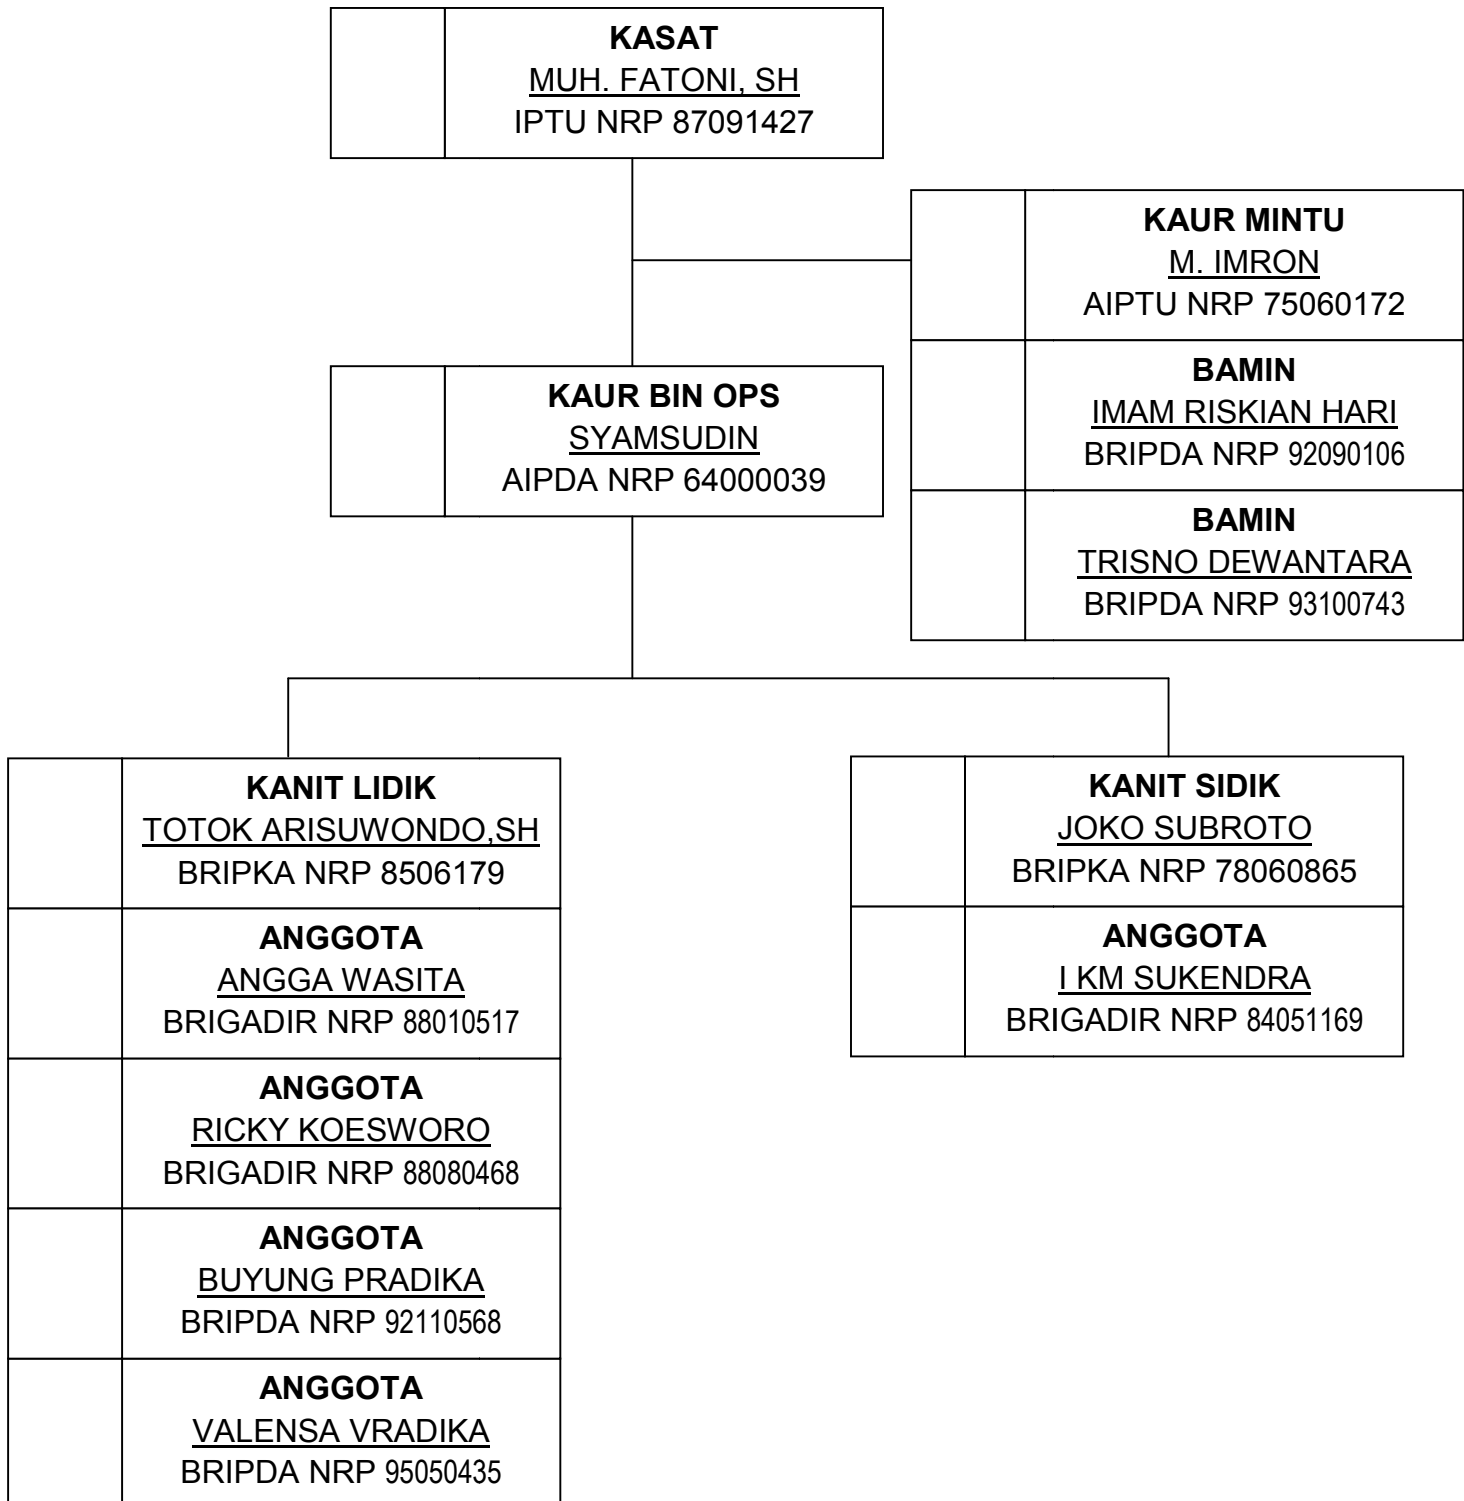 KASAT
MUH. FATONI, SH
IPTU NRP 87091427
KAUR MINTU
M. IMRON
AIPTU NRP 75060172
BAMIN
IMAM RISKIAN HARI
BRIPDA NRP 92090106
BAMIN
TRISNO DEWANTARA
BRIPDA NRP 93100743
KAUR BIN OPS
SYAMSUDIN
AIPDA NRP 64000039
KANIT LIDIK
TOTOK ARISUWONDO,SH
BRIPKA NRP 8506179
ANGGOTA
ANGGA WASITA
BRIGADIR NRP 88010517
ANGGOTA
RICKY KOESWORO
BRIGADIR NRP 88080468
ANGGOTA
BUYUNG PRADIKA
BRIPDA NRP 92110568
ANGGOTA
VALENSA VRADIKA
BRIPDA NRP 95050435
KANIT SIDIK
JOKO SUBROTO
BRIPKA NRP 78060865
ANGGOTA
I KM SUKENDRA
BRIGADIR NRP 84051169